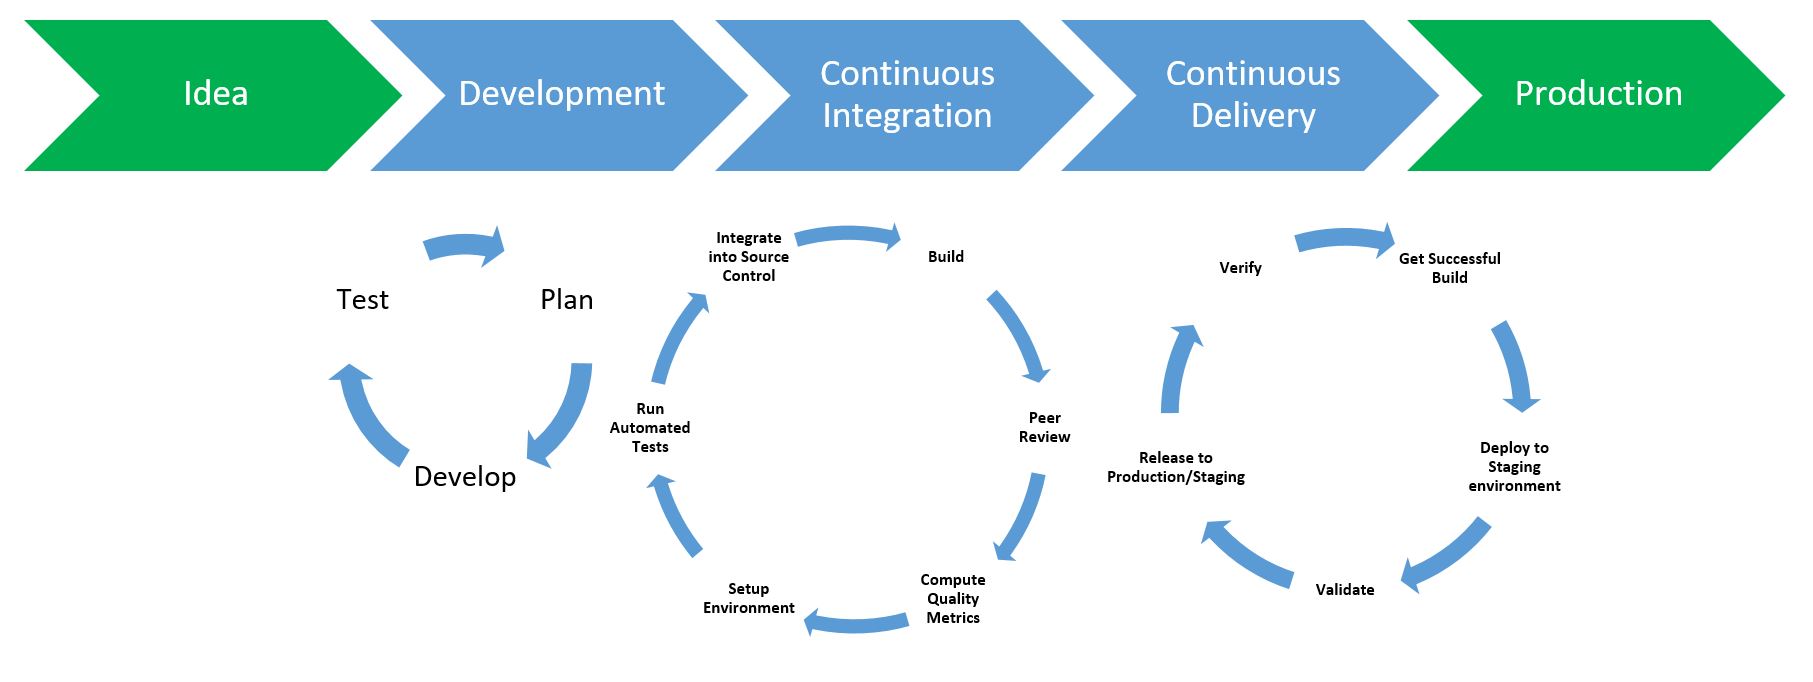 Idea
Development
Continuous
Integration
Continuous
Delivery
Production
Test
Plan
Develop
Integrate
into Source
Control
Build
Peer
Review
Compute
Quality
Metrics
Setup
Environment
Run
Automated
Tests
Verify
Get Successful
Build
Deploy to
Staging
environment
Validate
Release to
Production/Staging